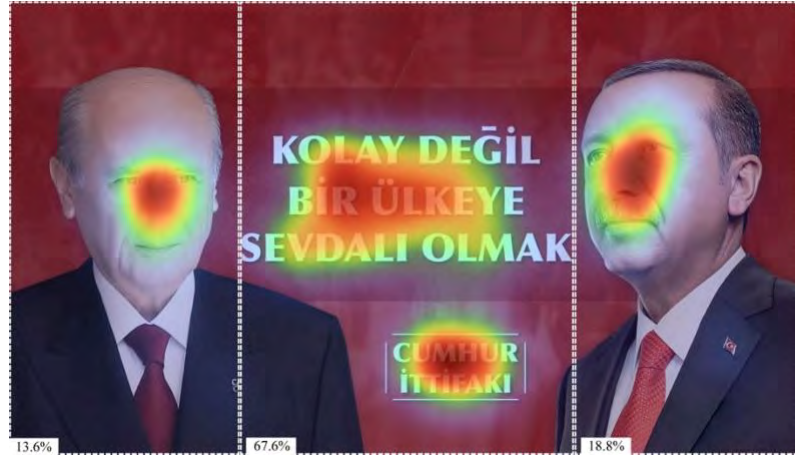 KOLAY DEĞİL
BİR ÜLKEYE
SEVDALI OLMAK
CUMHUR
İTTİFAKI
13.6%
67.6%
18.8%